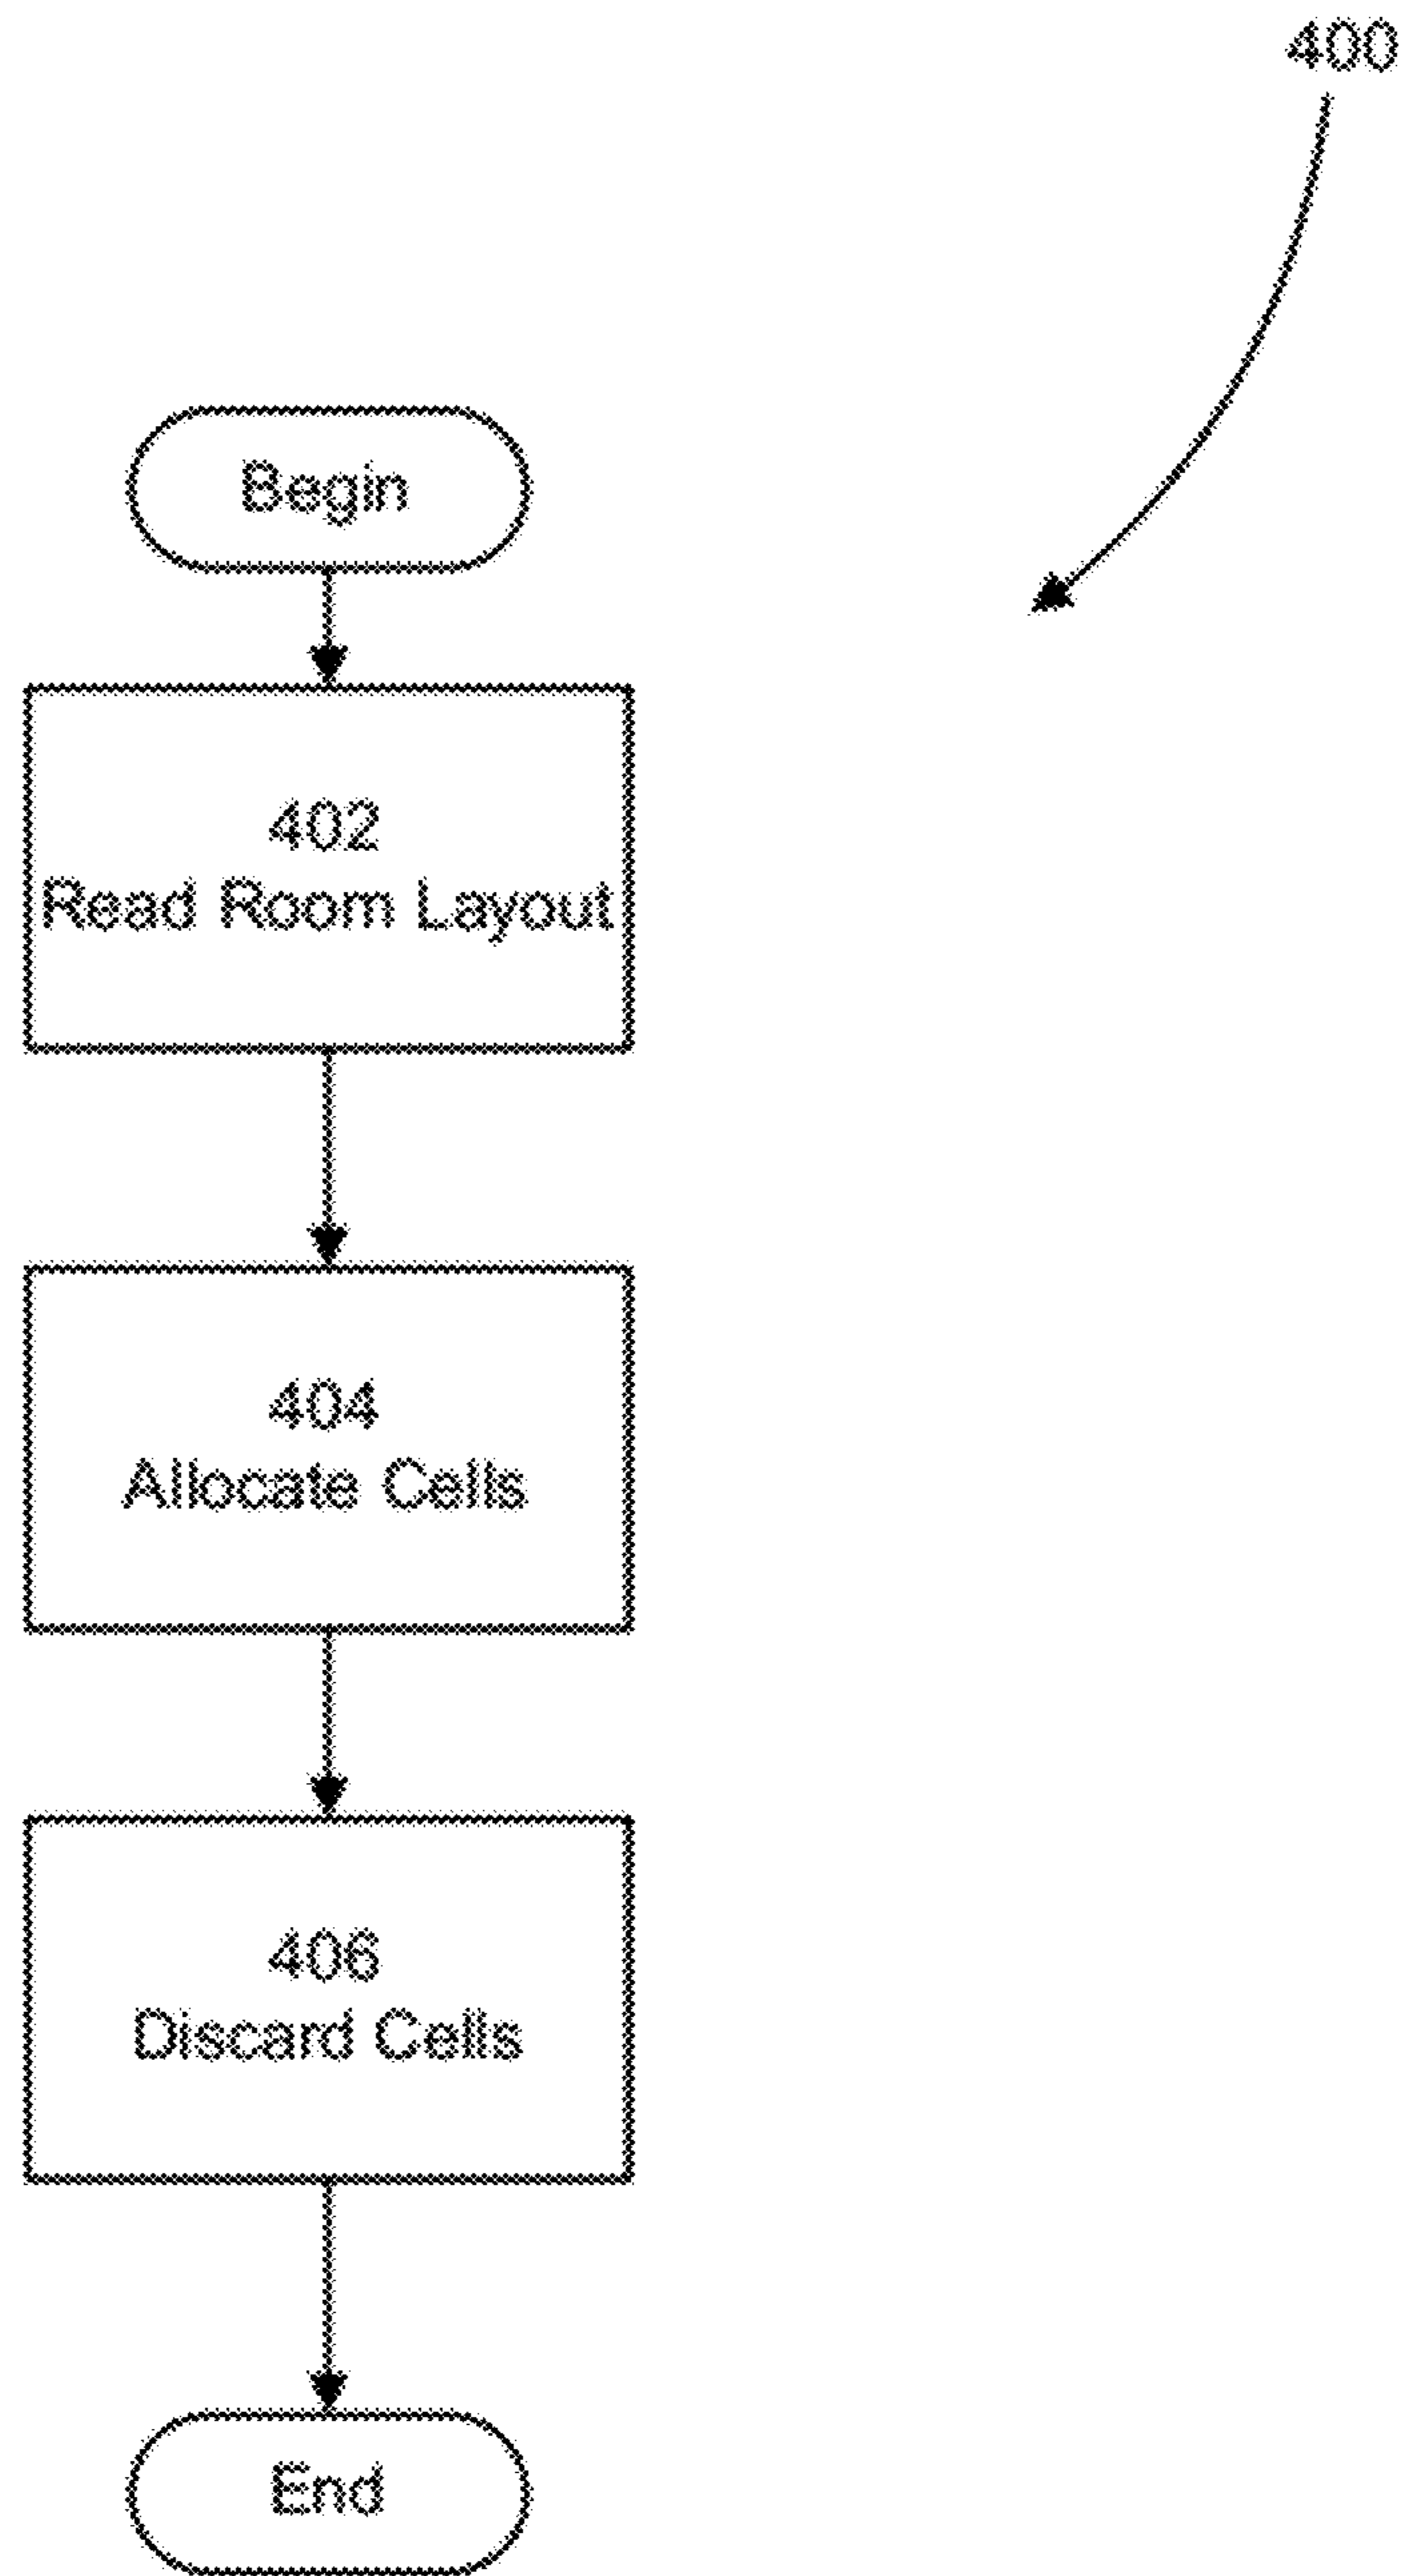 400
Begin
402
Read Room Layout
404
Allocate Cells
406
Discard Cells
End